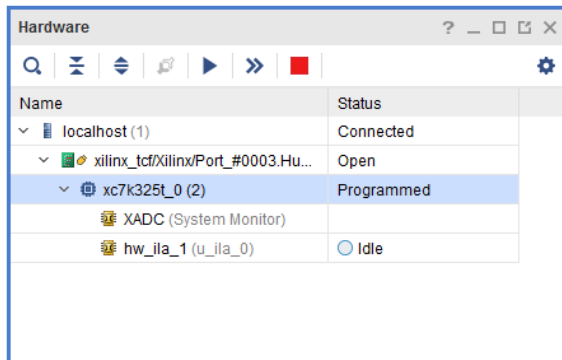 Hardware
Name Status
localhost (1) Connected
xilinx_tcf/Xilinx/Port_#0003.Hu... Open
xc7k325t_0 (2) Programmed
XADC (System Monitor)
hw_ila_1 (u_ila_0) Idle